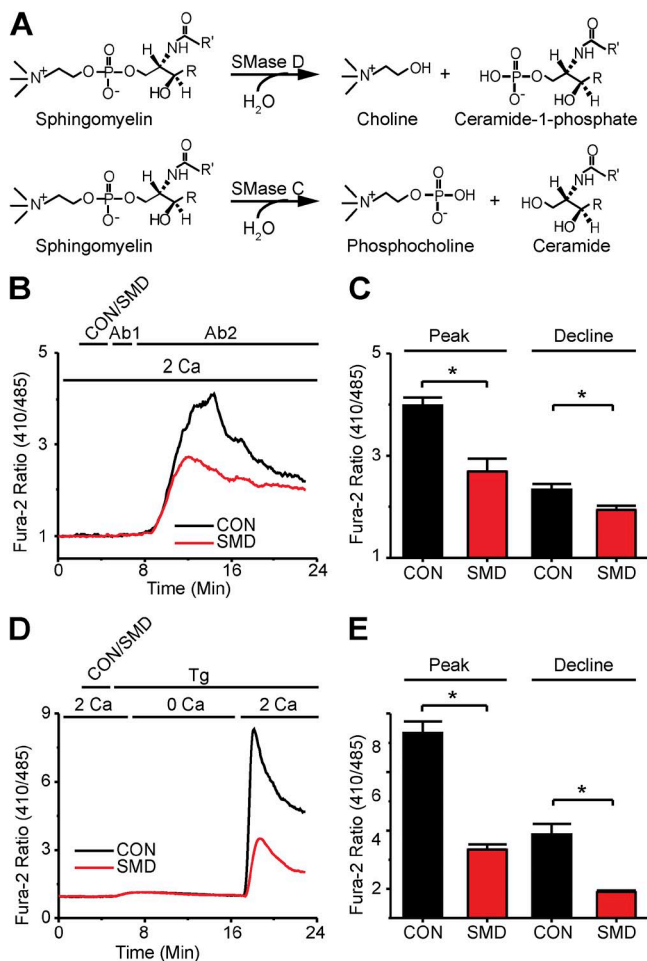 A
SMase D
H₂O
Sphingomyelin
Choline
+
Ceramide-1-phosphate
SMase C
H₂O
Sphingomyelin
Phosphocholine
+
Ceramide
B
CON/SMD
Ab1
Ab2
2 Ca
Fura-2 Ratio (410/485)
5
3
1
CON
SMD
0
8
16
24
Time (Min)
C
Peak
Decline
*
*
Fura-2 Ratio (410/485)
5
3
1
CON
SMD
CON
SMD
D
CON/SMD
Tg
2 Ca
0 Ca
2 Ca
Fura-2 Ratio (410/485)
9
6
3
0
CON
SMD
0
8
16
24
Time (Min)
E
Peak
Decline
*
*
Fura-2 Ratio (410/485)
8
6
4
2
CON
SMD
CON
SMD